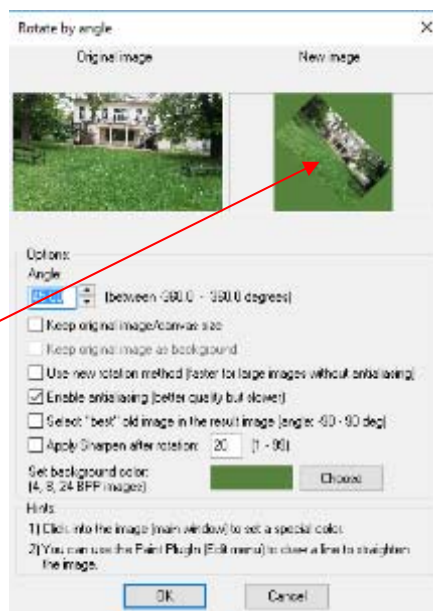 Rotate by angle
Original image New image
Options:
Angle:
(between -360.0 - 360.0 degrees)
Keep original image/canvas size
Keep original image as background
Use new rotation method (faster for large images without antialiasing)
Enable antialiasing (better quality but slower)
Select "best" old image in the result image (angle: -90 - 90 deg)
Apply Sharpen after rotation: 20 (1 - 99)
Set background color: Choose
(4, 8, 24 BPP images)
Hints
1) Click into the image (main window) to set a special color.
2) You can use the Paint PlugIn (Edit menu) to draw a line to straighten
the image.
OK Cancel